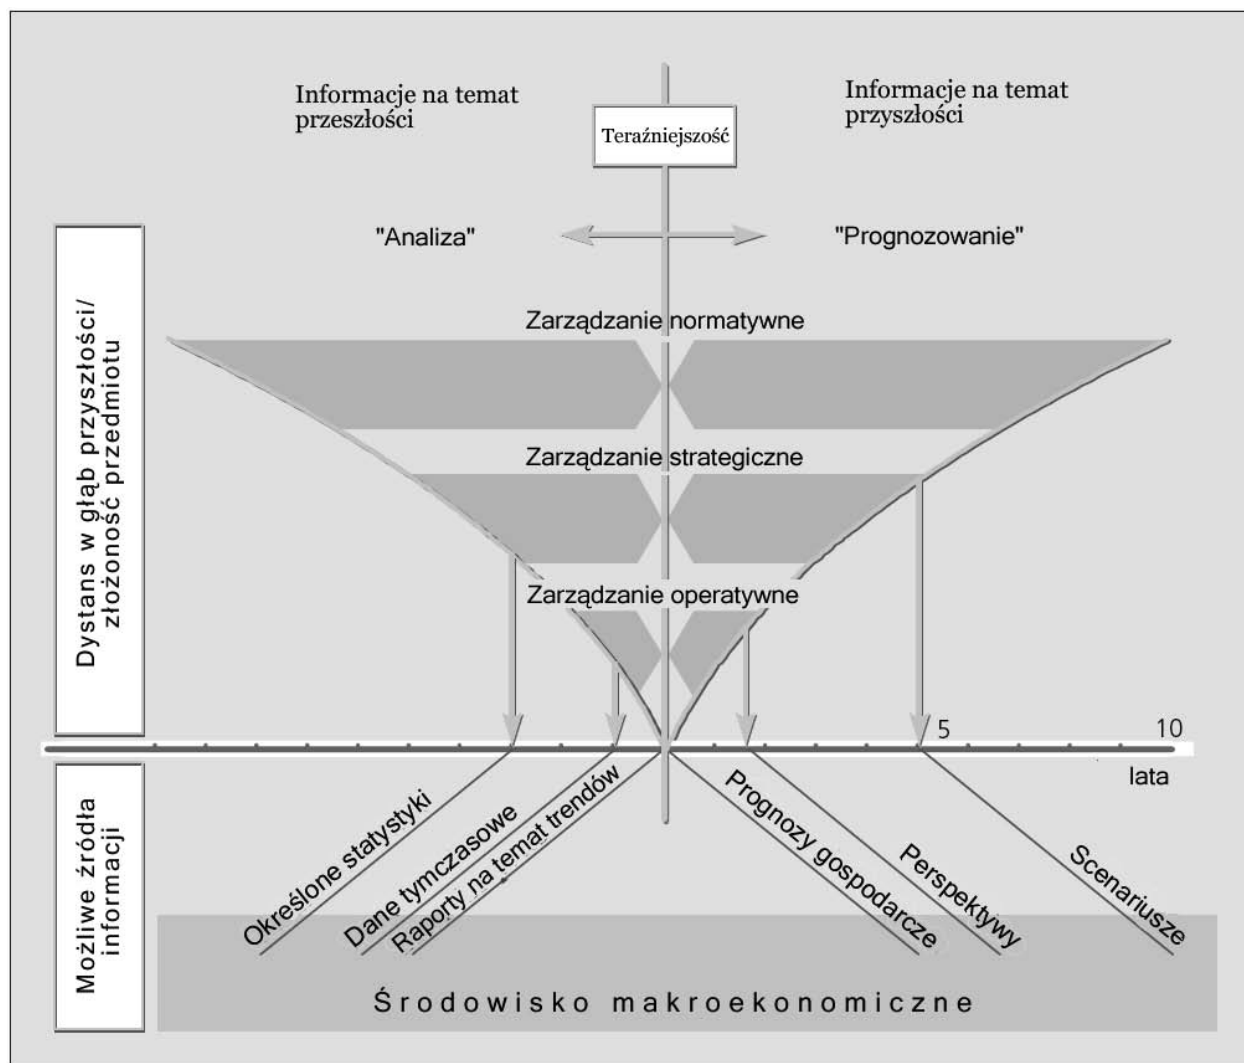 Informacje na temat
przeszłości
Informacje na temat
przyszłości
Teraźniejszość
"Analiza"
"Prognozowanie"
Zarządzanie normatywne
Zarządzanie strategiczne
Zarządzanie operatywne
Dystans w głąb przyszłości/
złożoność przedmiotu
5
10
lata
Możliwe źródła
informacji
Określone statystyki
Dane tymczasowe
Raporty na temat trendów
Prognozy gospodarcze
Perspektywy
Scenariusze
Środowisko makroekonomiczne